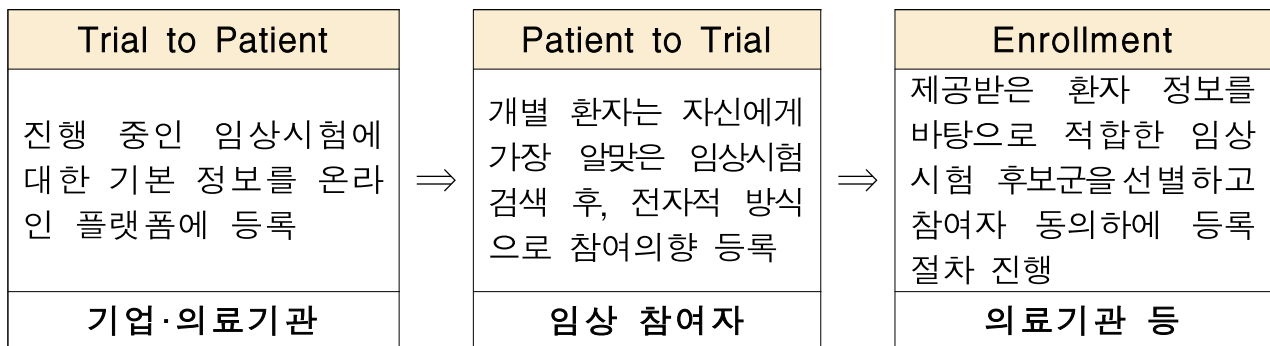 Trial to Patient
진행 중인 임상시험에
대한 기본 정보를 온라
인 플랫폼에 등록
기업·의료기관
⇒
Patient to Trial
개별 환자는 자신에게
가장 알맞은 임상시험
검색 후, 전자적 방식
으로 참여의향 등록
임상 참여자
⇒
Enrollment
제공받은 환자 정보를
바탕으로 적합한 임상
시험 후보군을 선별하고
참여자 동의하에 등록
절차 진행
의료기관 등